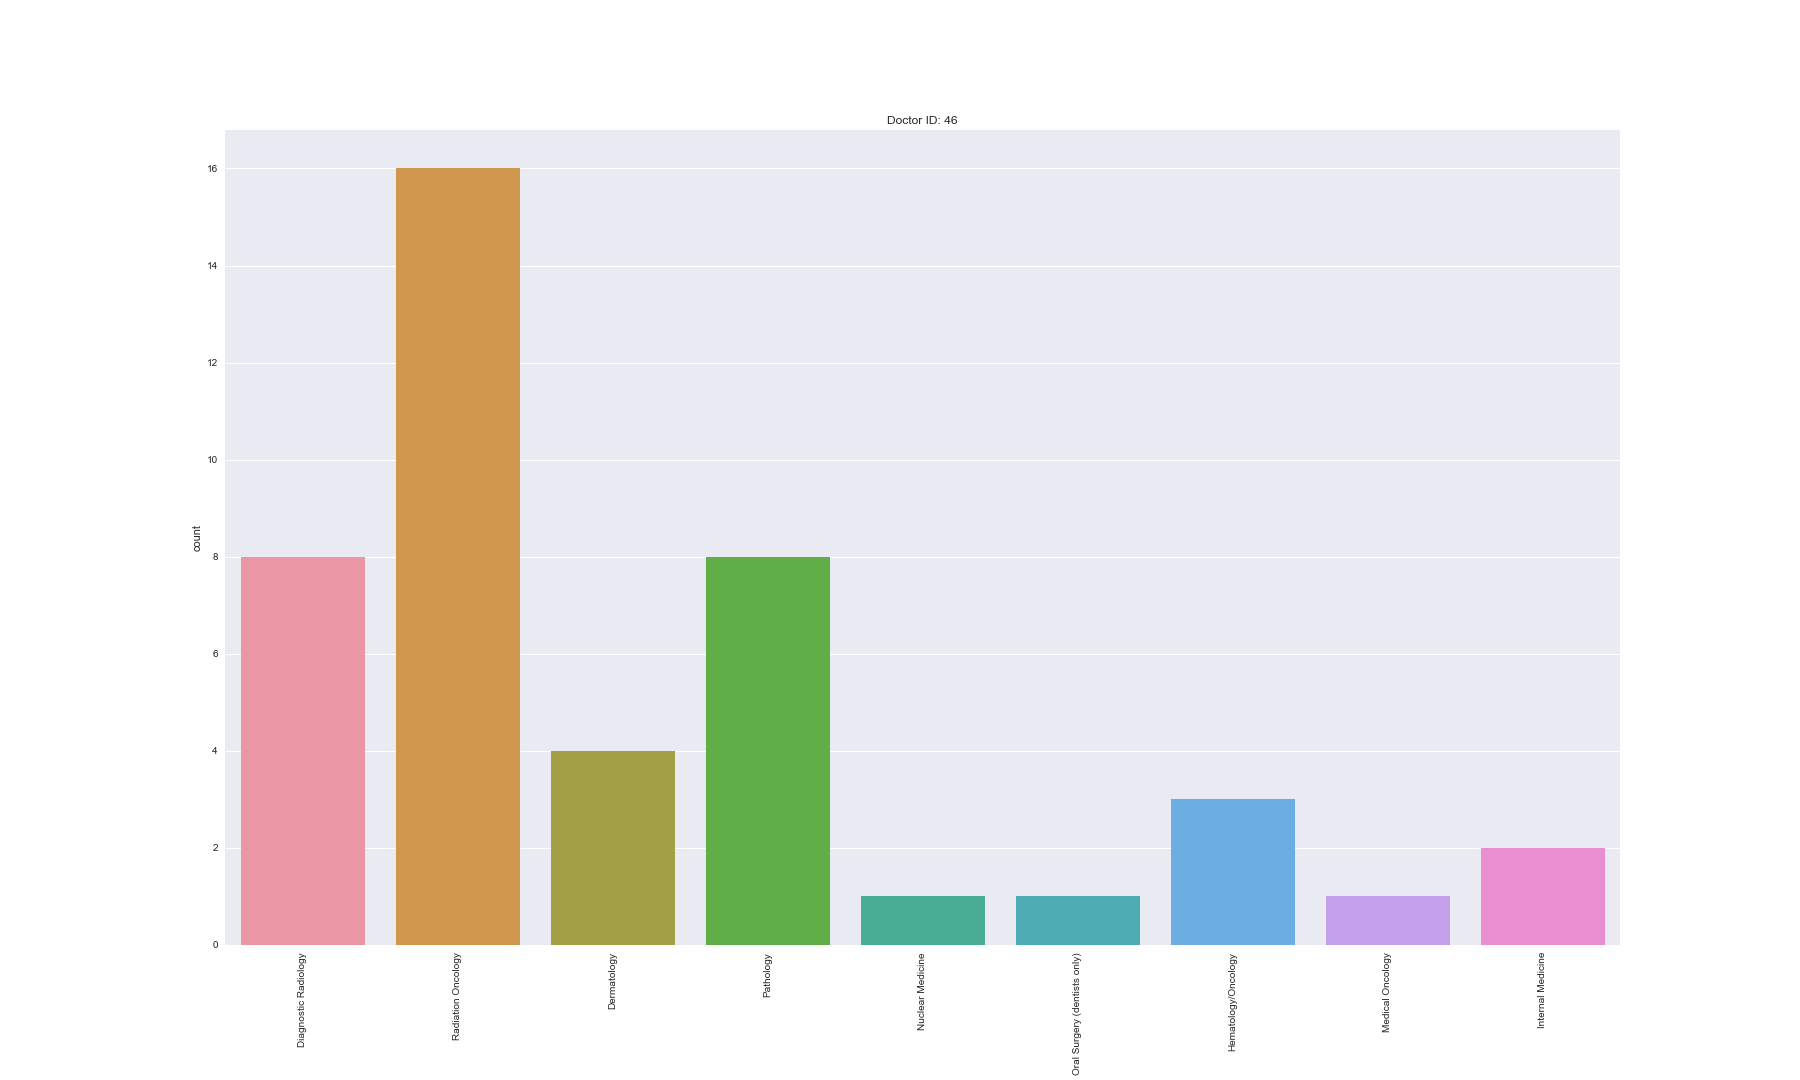 Doctor ID: 46
16
14
12
10
8
6
4
2
0
count
Diagnostic Radiology
Radiation Oncology
Dermatology
Pathology
Nuclear Medicine
Oral Surgery (dentists only)
Hematology/Oncology
Medical Oncology
Internal Medicine